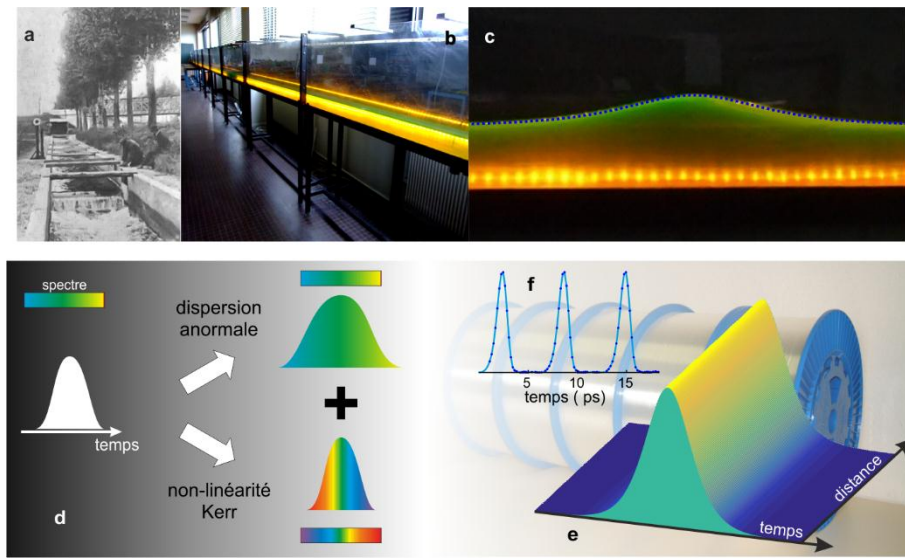 a
b
c
spectre
temps
dispersion
anormale
non-linéarité
Kerr
d
f
5 10 15
temps ( ps)
distance
temps
e